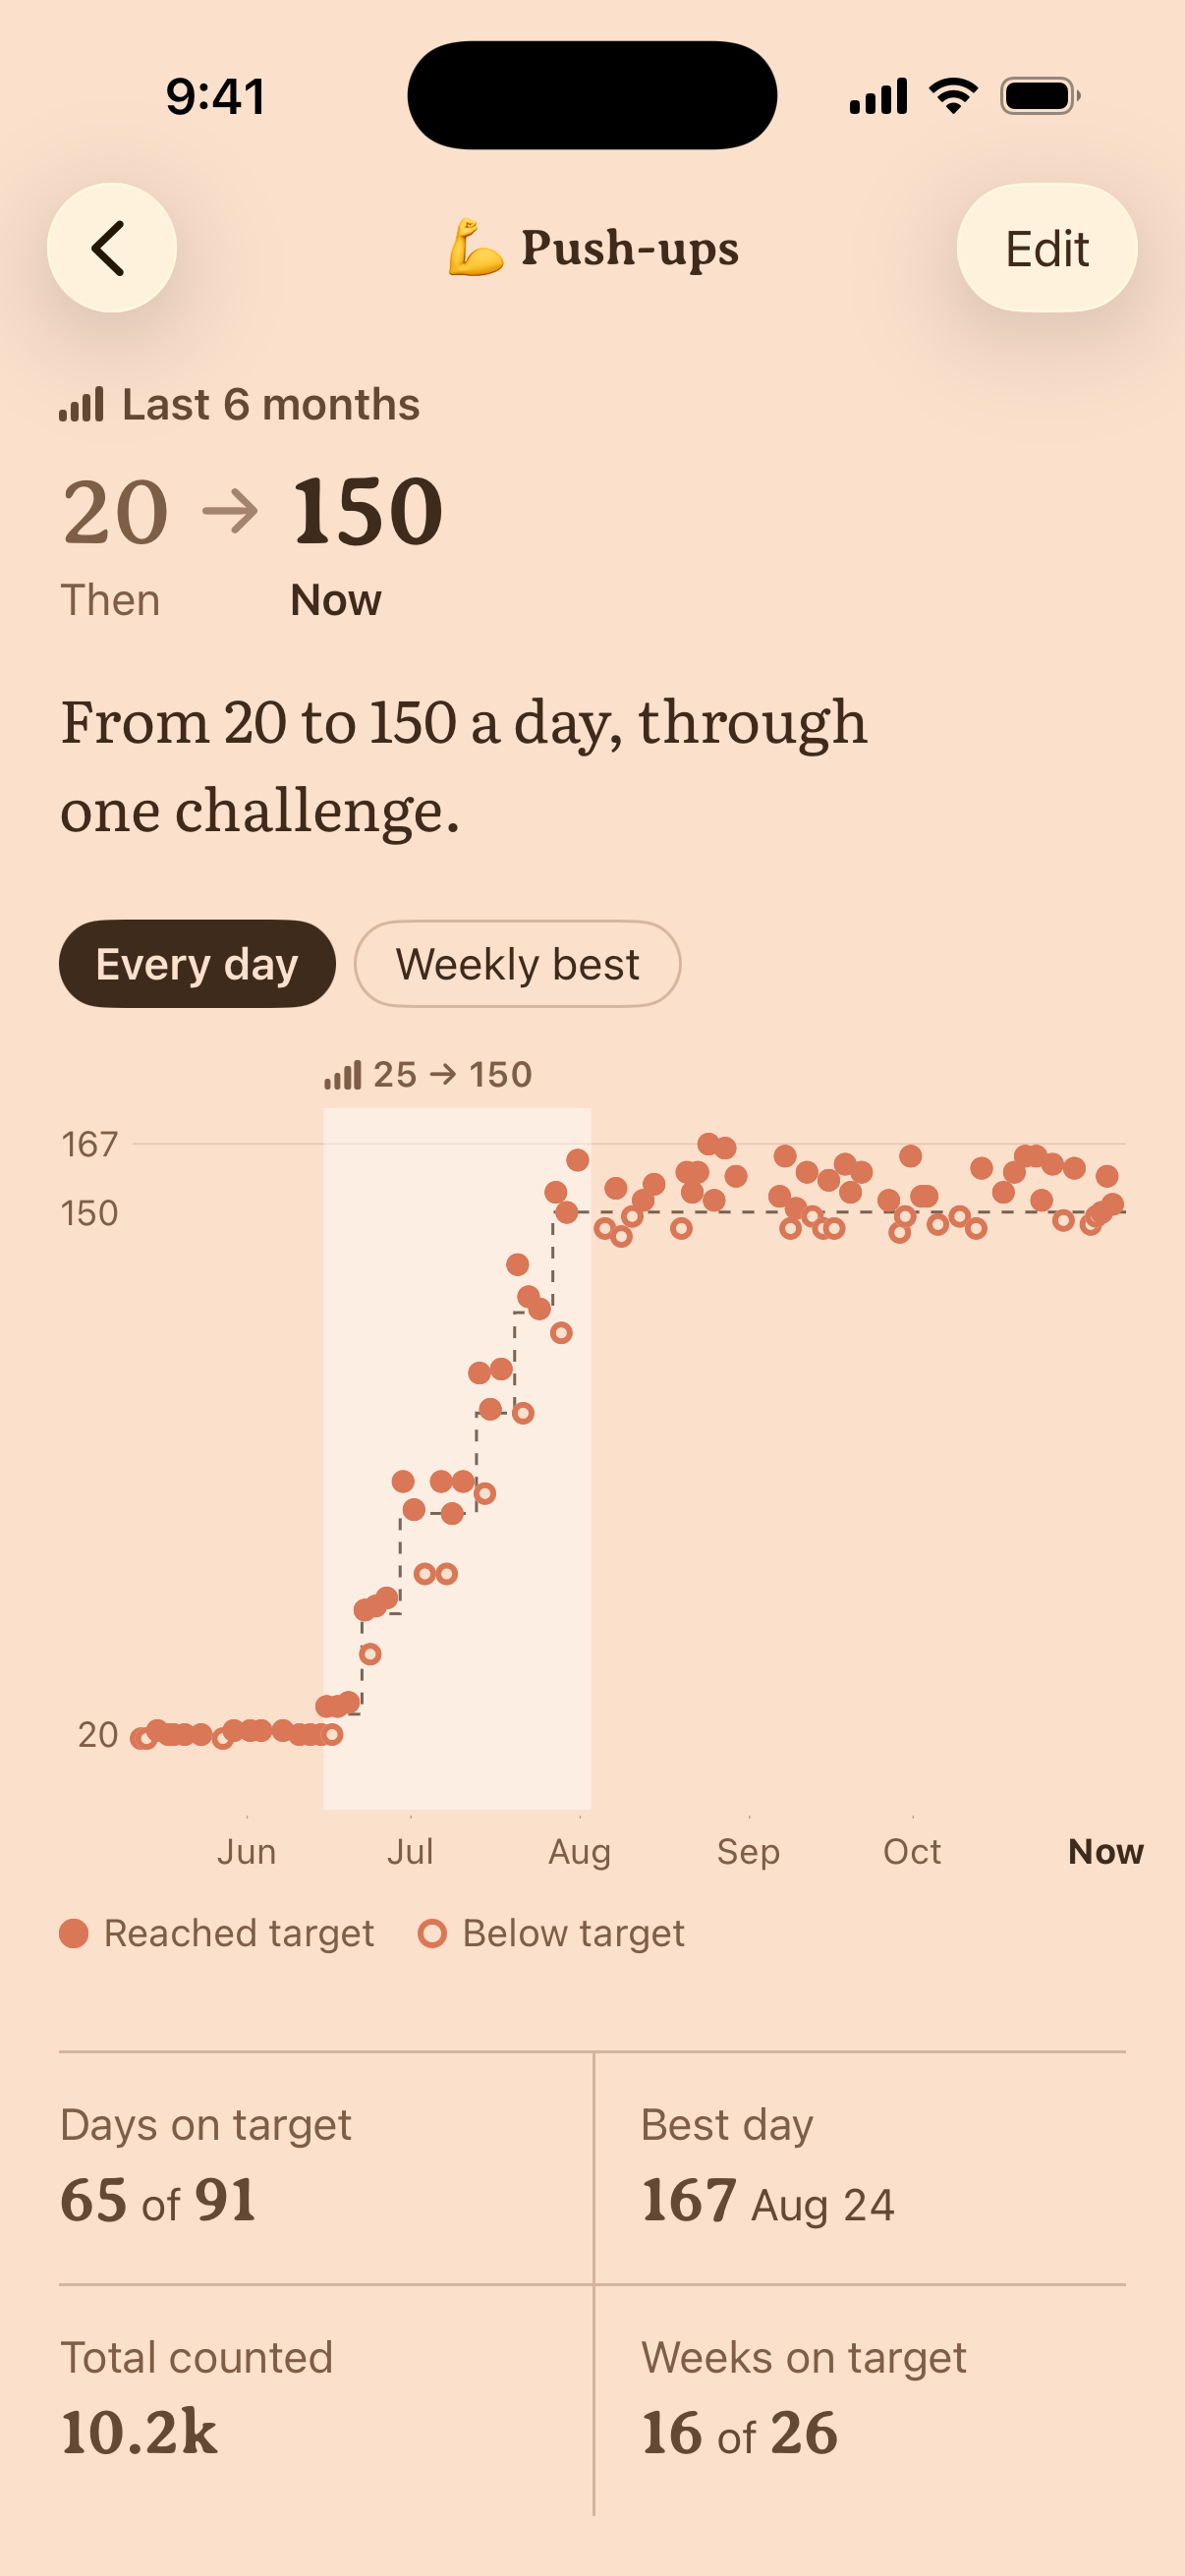 9:41
💪 Push-ups
Edit
Last 6 months
20 → 150
Then Now
From 20 to 150 a day, through
one challenge.
Every day
Weekly best
25 → 150
167
150
20
Jun Jul Aug Sep Oct Now
Reached target
Below target
Days on target
65 of 91
Best day
167 Aug 24
Total counted
10.2k
Weeks on target
16 of 26